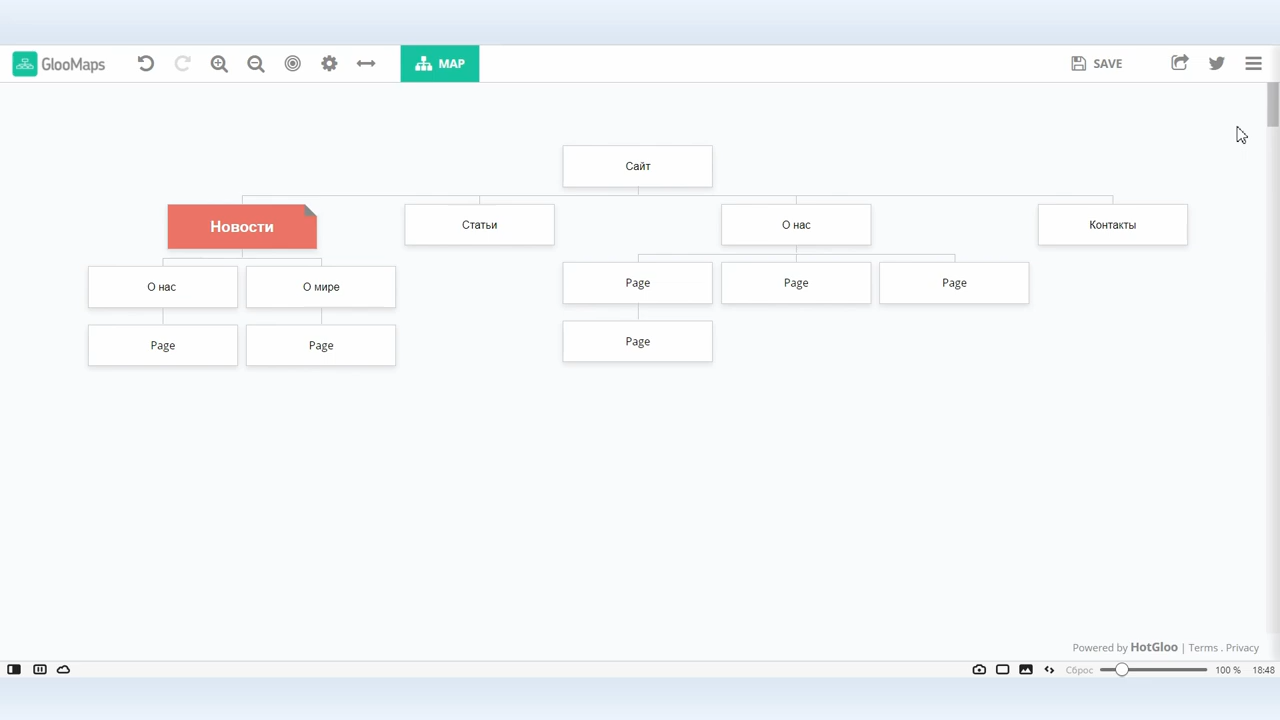 GlooMaps
MAP
SAVE
Сайт
Новости
Статьи
О нас
Контакты
О нас
О мире
Page
Page
Page
Page
Page
Page
Powered by HotGloo | Terms . Privacy
Сброс
100 %
18:48